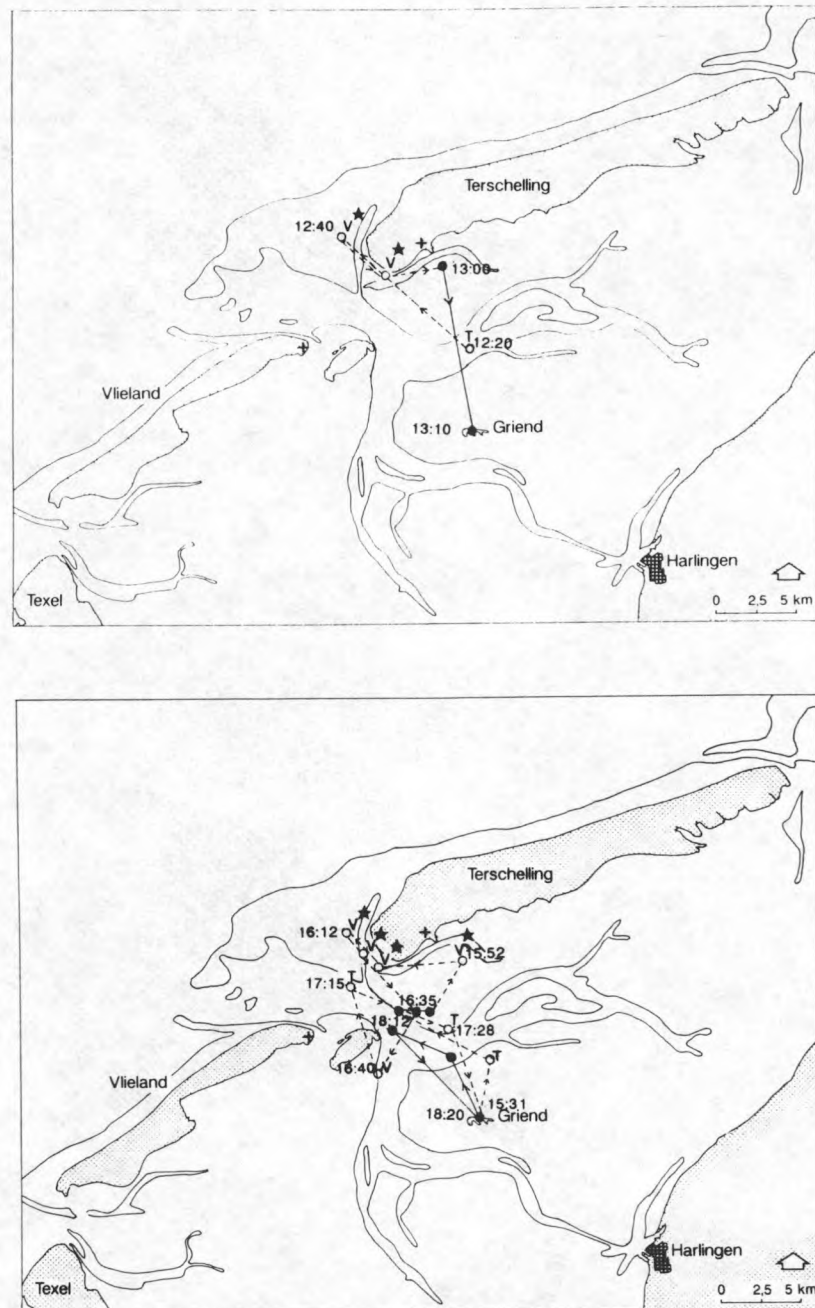 Terschelling
12:40
V
V
13:00
T
12:20
Vlieland
13:10
Griend
Harlingen
Texel
0 2,5 5 km
Terschelling
16:12
V
V
V
V
15:52
17:15
T
16:35
18:12
T
17:28
T
Vlieland
16:40
V
15:31
18:20
Griend
Harlingen
Texel
0 2,5 5 km